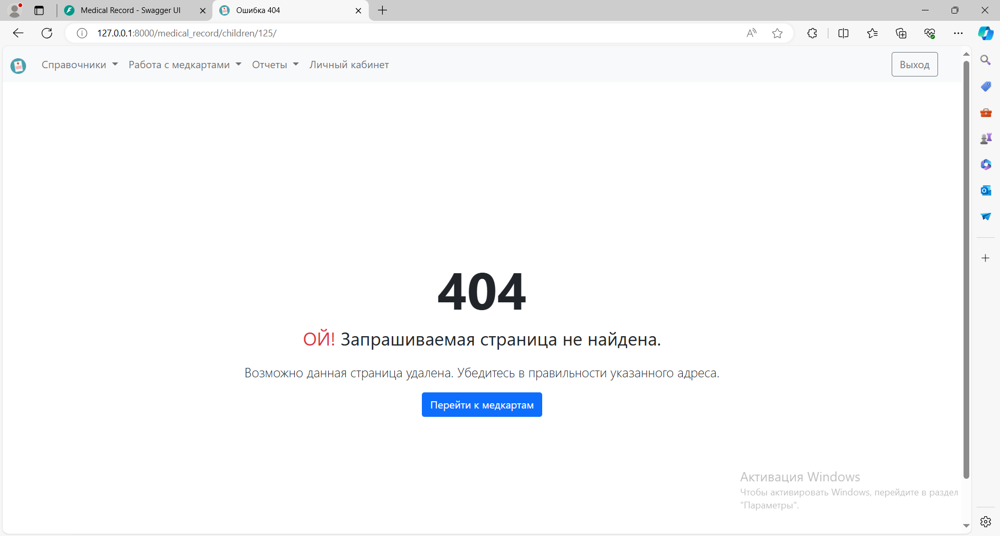 Medical Record - Swagger UI
Ошибка 404
127.0.0.1:8000/medical_record/children/125/
Справочники
Работа с медкартами
Отчеты
Личный кабинет
Выход
404
ОЙ! Запрашиваемая страница не найдена.
Возможно данная страница удалена. Убедитесь в правильности указанного адреса.
Перейти к медкартам
Активация Windows
Чтобы активировать Windows, перейдите в раздел
"Параметры".